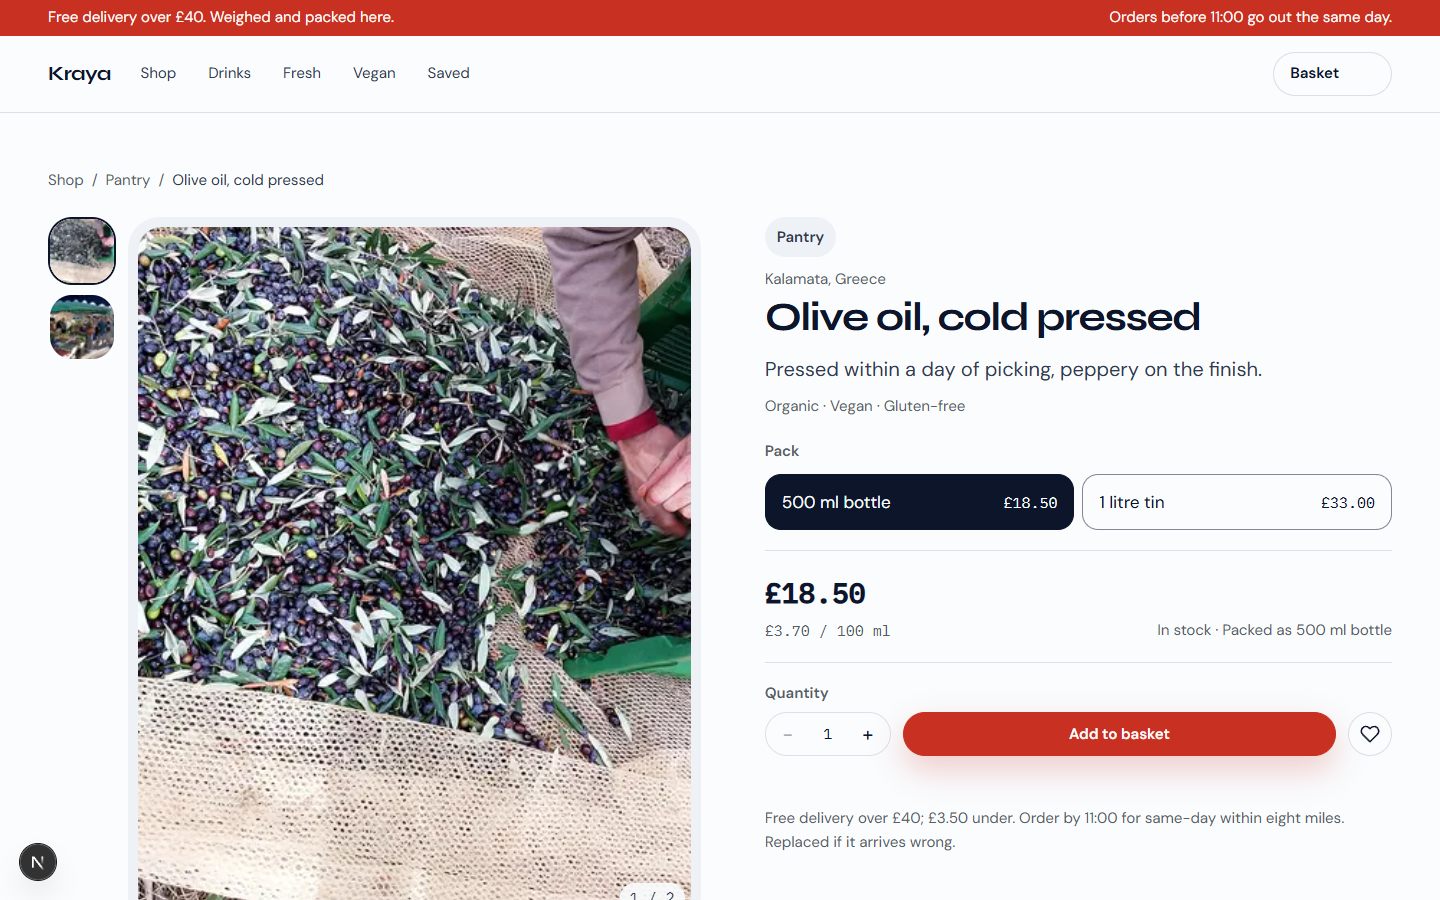 Free delivery over £40. Weighed and packed here.
Orders before 11:00 go out the same day.
Kraya
Shop
Drinks
Fresh
Vegan
Saved
Basket
Shop / Pantry / Olive oil, cold pressed
Pantry
Kalamata, Greece
Olive oil, cold pressed
Pressed within a day of picking, peppery on the finish.
Organic · Vegan · Gluten-free
Pack
500 ml bottle £18.50
1 litre tin £33.00
£18.50
£3.70 / 100 ml
In stock · Packed as 500 ml bottle
Quantity
− 1 +
Add to basket
Free delivery over £40; £3.50 under. Order by 11:00 for same-day within eight miles.
Replaced if it arrives wrong.
1 / 2
N